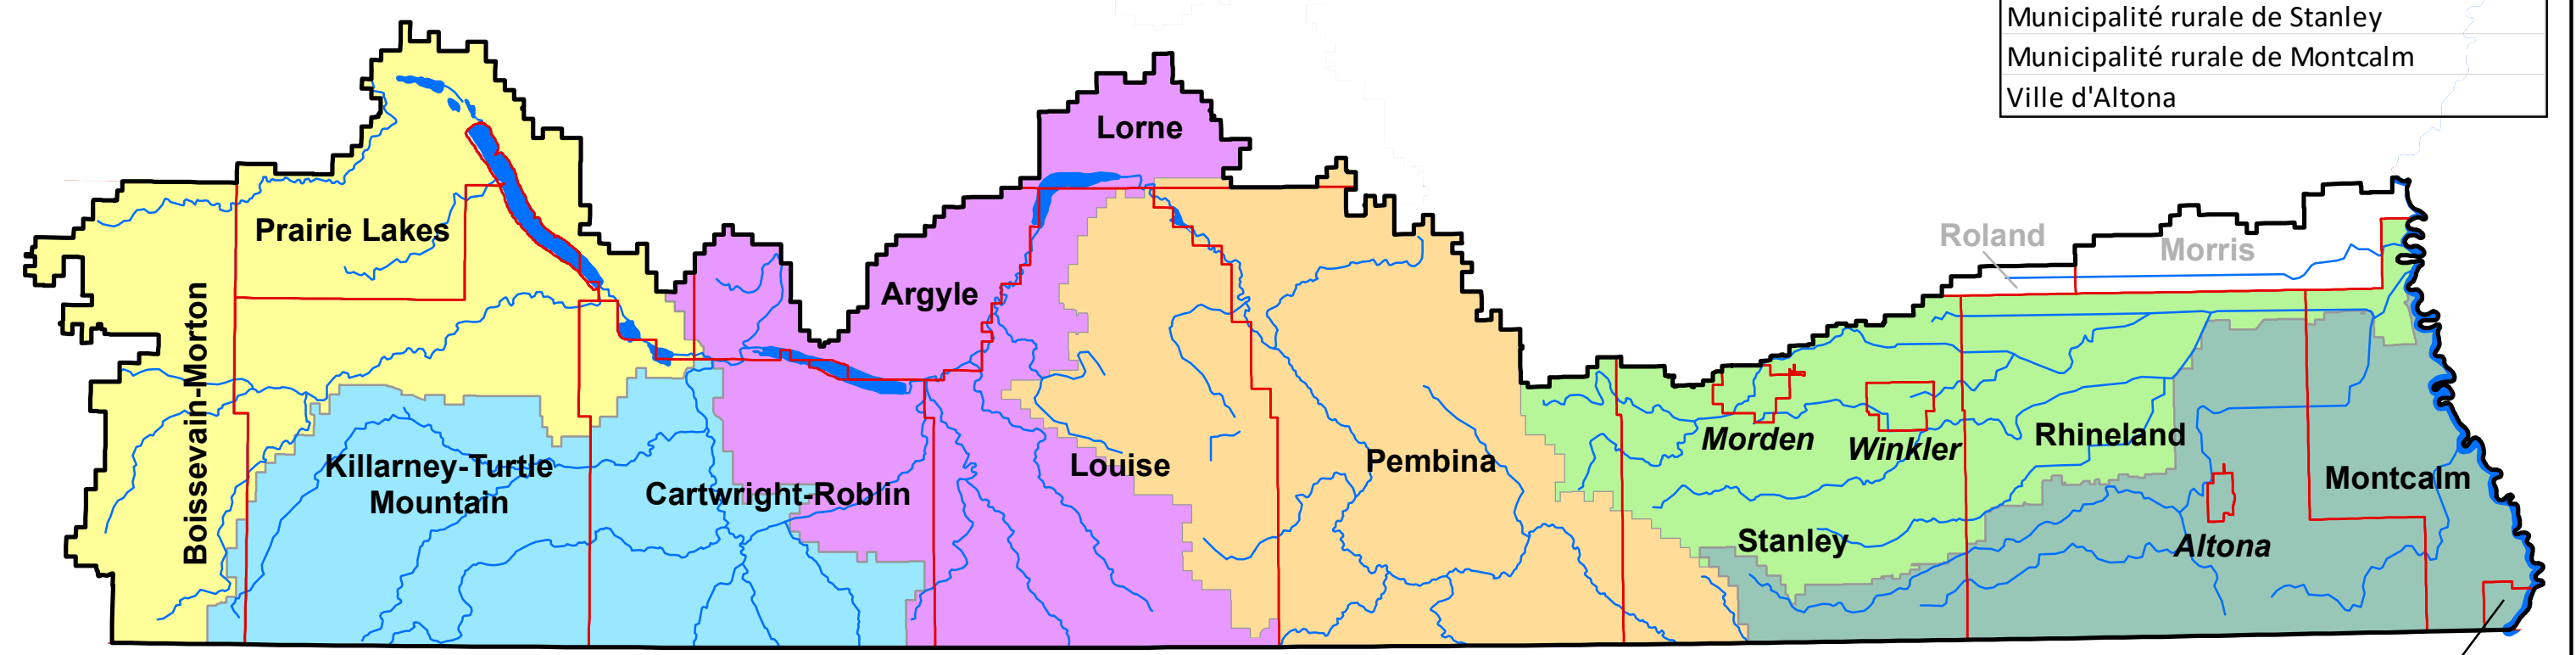 Municipalité rurale de Stanley
Municipalité rurale de Montcalm
Ville d'Altona
Lorne
Prairie Lakes
Roland
Morris
Argyle
Boissevain-Morton
Morden
Winkler
Rhineland
Killarney-Turtle
Mountain
Cartwright-Roblin
Louise
Pembina
Montcalm
Stanley
Altona